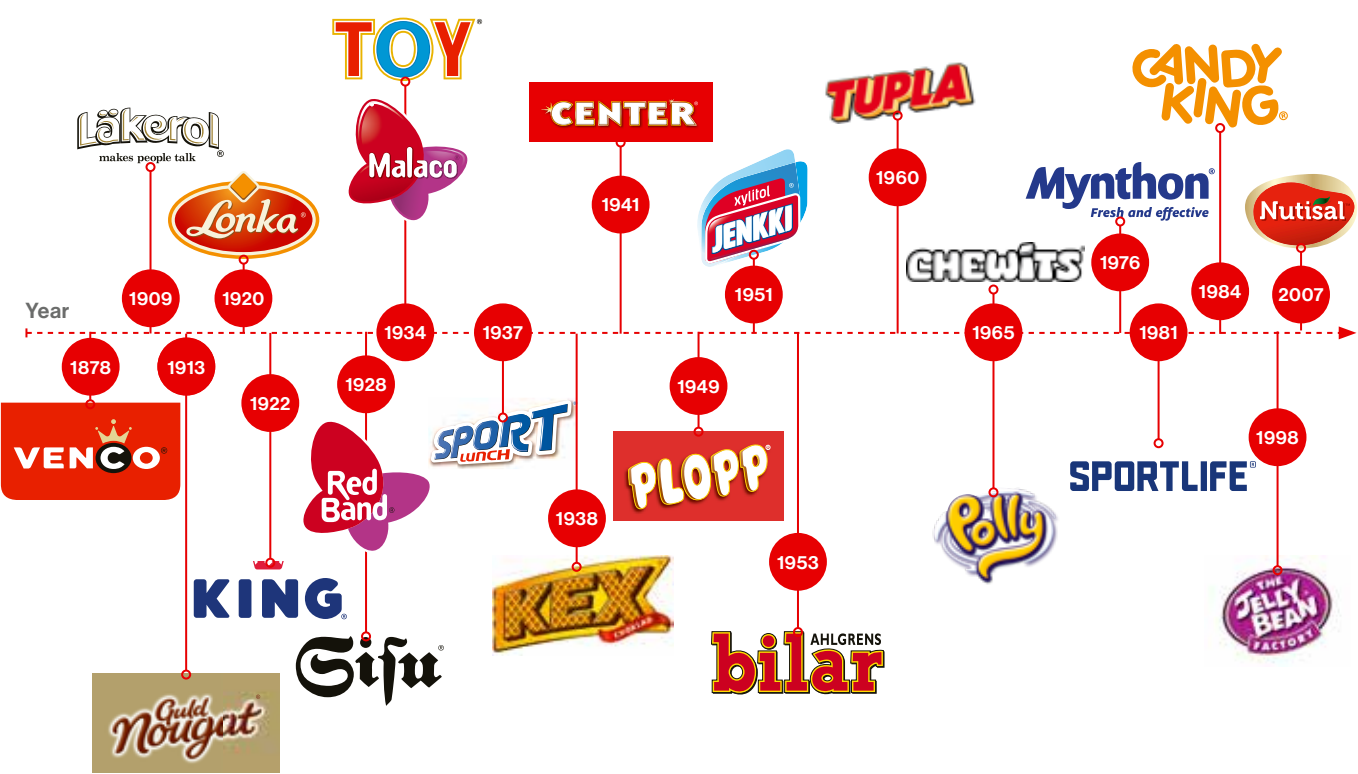 TOY®
CENTER®
TUPLA
CANDY
KING®
Läkerol®
makes people talk
Malaco®
xylitol®
JENKKI
Mynthon®
Fresh and effective
Lonka®
Nutisal
CHEWITS
1909
1920
1941
1951
1960
1976
1984
2007
Year
1934
1937
1965
1981
1878
1913
1922
1928
1949
1998
VENCO®
SPORT
LUNCH
PLOPP®
SPORTLIFE®
Red
Band®
1938
1953
Polly
KING®
KEX
CHOKLAD
AHLGRENS
bilar
THE
JELLY
BEAN
FACTORY
Siſu®
Guld
Nougat